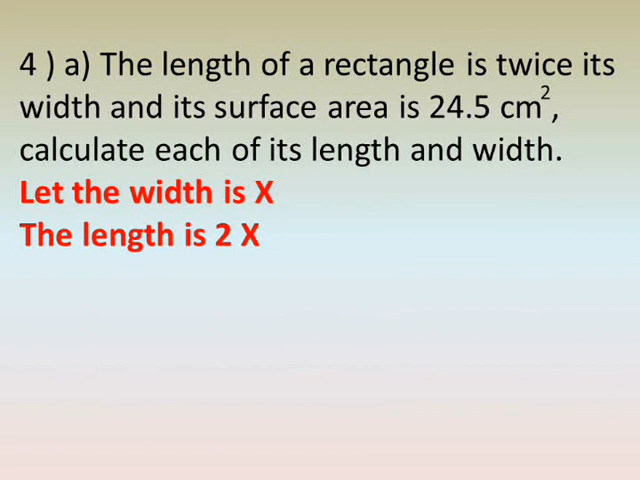 4 ) a) The length of a rectangle is twice its
width and its surface area is 24.5 cm²,
calculate each of its length and width.
Let the width is X
The length is 2 X